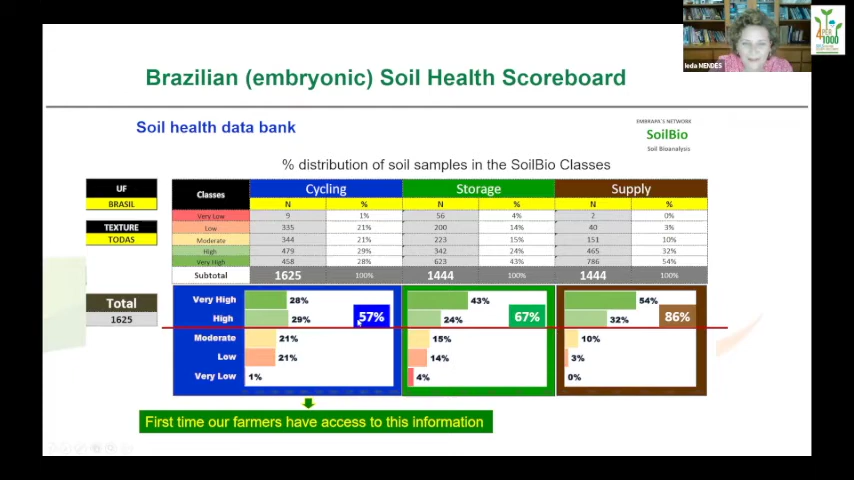 Ieda MENDES
4 PER
1000
Brazilian (embryonic) Soil Health Scoreboard
Soil health data bank
EMBRAPA'S NETWORK
SoilBio
Soil Bioanalysis
% distribution of soil samples in the SoilBio Classes
UF
BRASIL
TEXTURE
TODAS
Total
1625
Classes Cycling Storage Supply
N % N % N %
Very Low 9 1% 56 4% 2 0%
Low 335 21% 200 14% 40 3%
Moderate 344 21% 223 15% 151 10%
High 479 29% 342 24% 465 32%
Very High 458 28% 623 43% 786 54%
Subtotal 1625 100% 1444 100% 1444 100%
Very High 28% 43% 54%
High 29% 57% 24% 67% 32% 86%
Moderate 21% 15% 10%
Low 21% 14% 3%
Very Low 1% 4% 0%
First time our farmers have access to this information